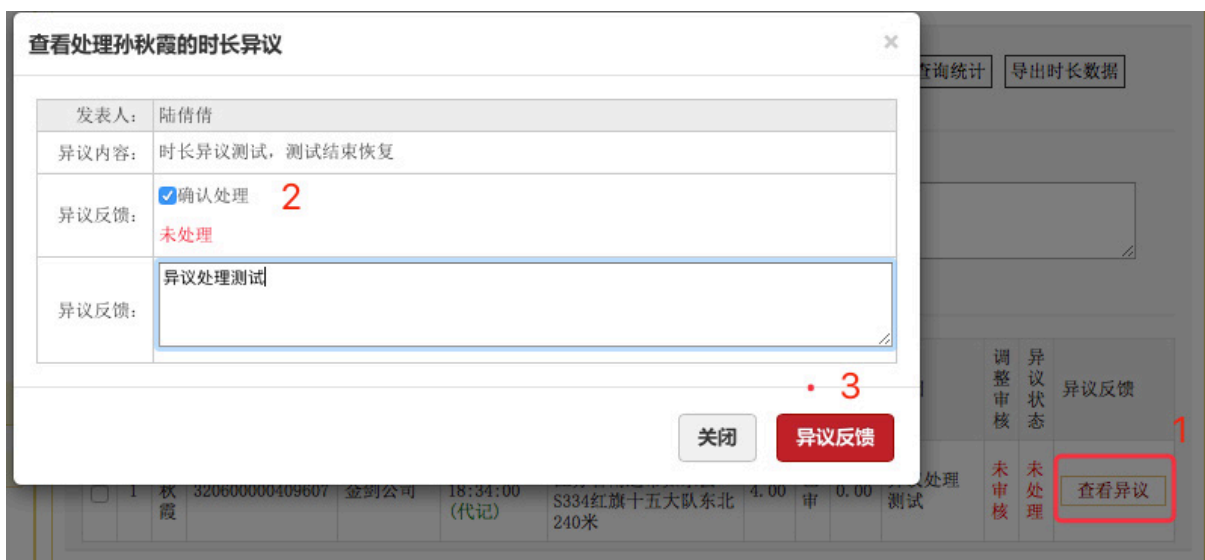 查看处理孙秋霞的时长异议
×
查询统计
导出时长数据
发表人:
陆倩倩
异议内容:
时长异议测试，测试结束恢复
异议反馈:
确认处理
2
未处理
异议反馈:
异议处理测试
3
关闭
异议反馈
调整审核
异议状态
异议反馈
1
1
秋霞
320600000409607
金剑公司
18:34:00
(代记)
S334红旗十五大队东北
240米
4.00
审
0.00
处理
测试
未审核
未处理
查看异议